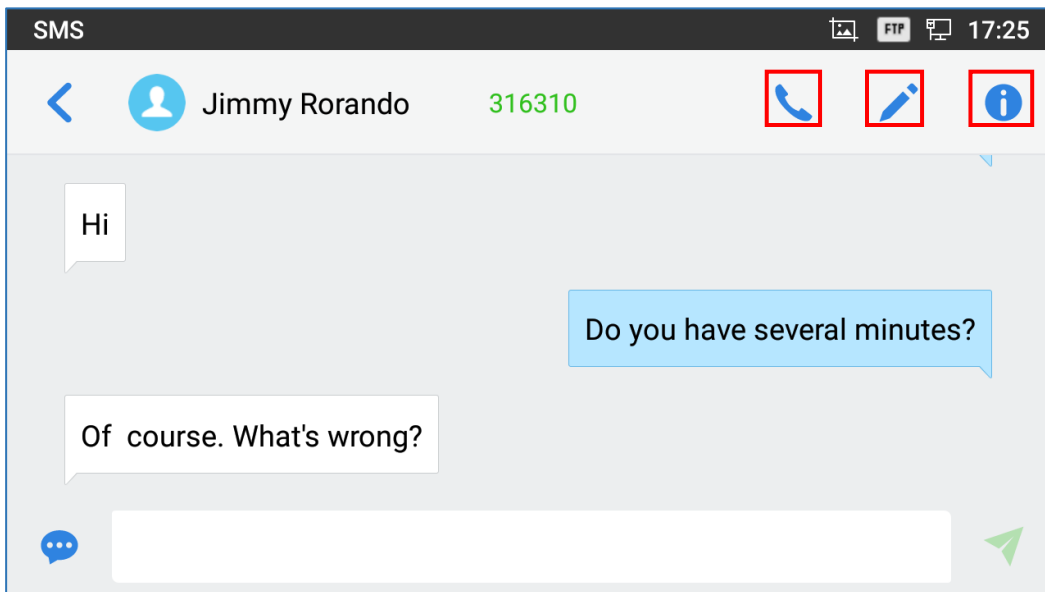 SMS FTP 17:25
Jimmy Rorando 316310
Hi
Do you have several minutes?
Of course. What's wrong?